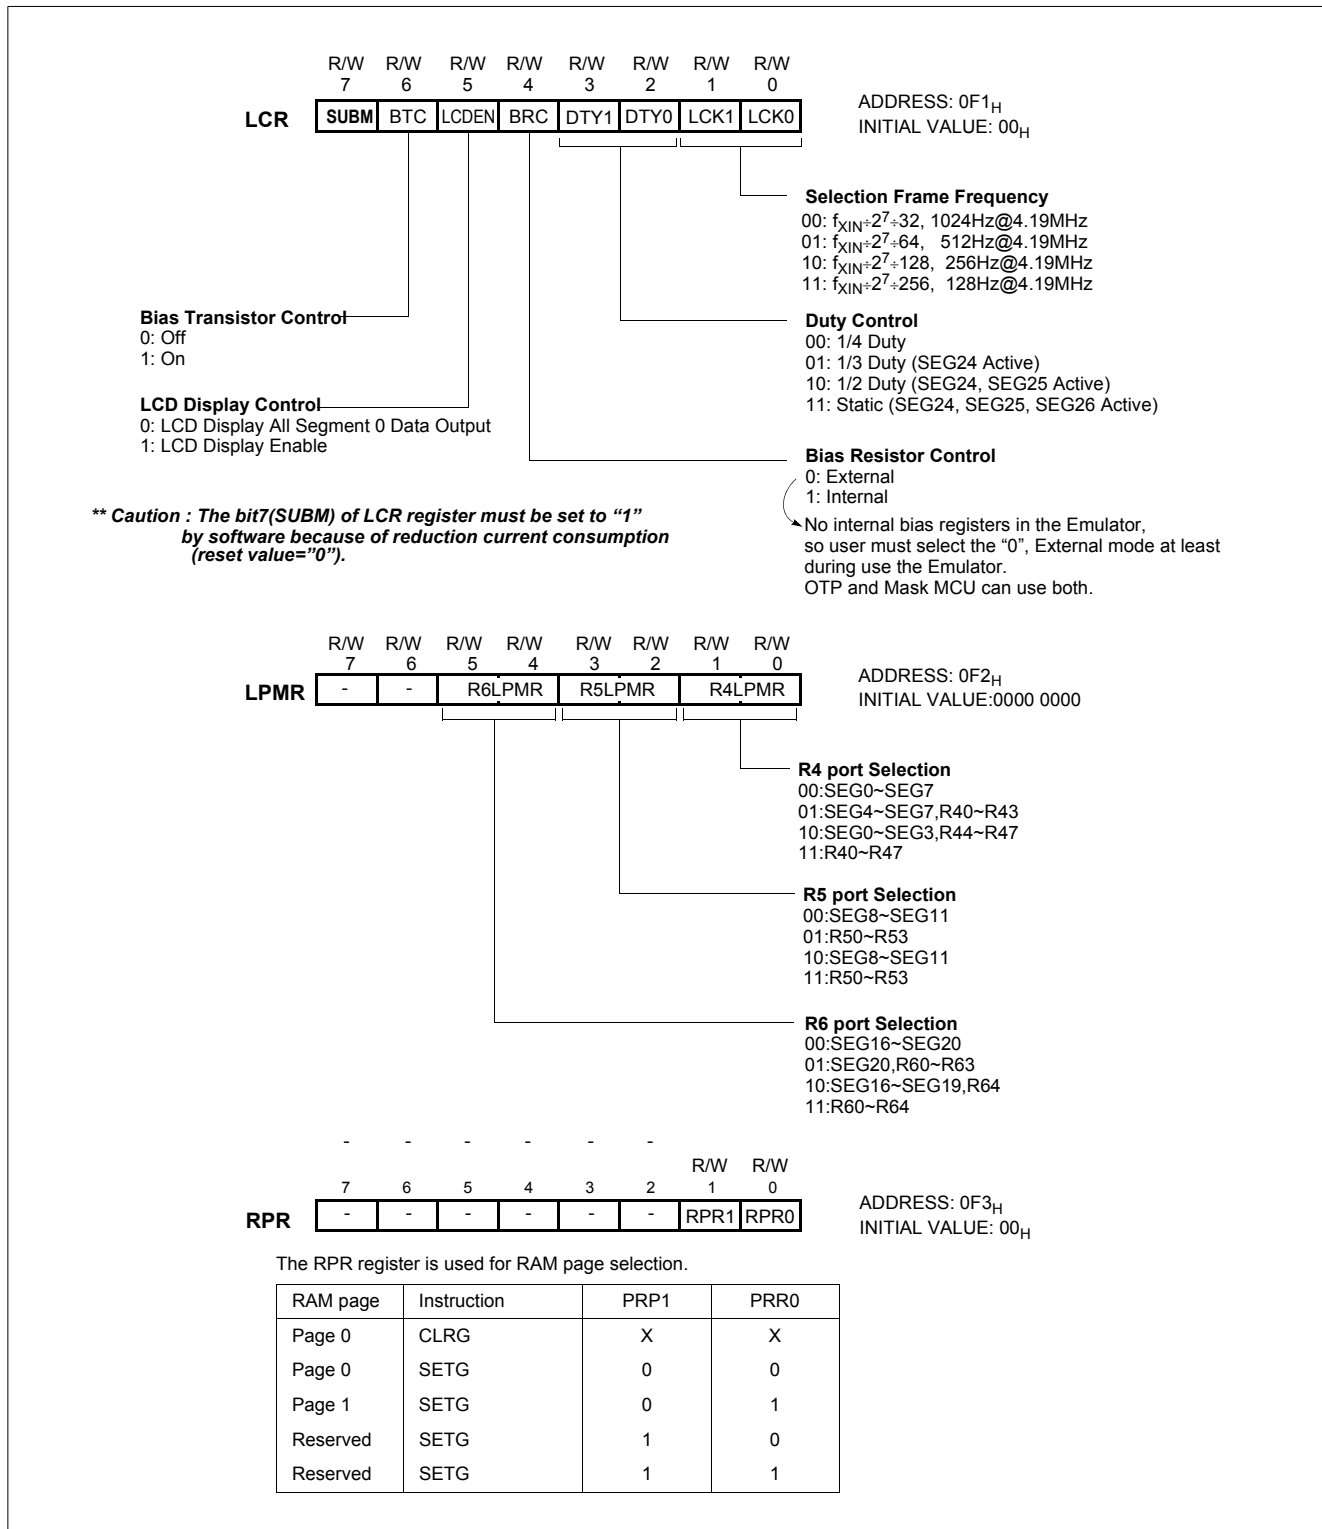 R/W R/W R/W R/W R/W R/W R/W R/W
7 6 5 4 3 2 1 0
LCR SUBM BTC LCDEN BRC DTY1 DTY0 LCK1 LCK0
ADDRESS: 0F1H
INITIAL VALUE: 00H
Selection Frame Frequency
00: fXIN÷2⁷÷32, 1024Hz@4.19MHz
01: fXIN÷2⁷÷64, 512Hz@4.19MHz
10: fXIN÷2⁷÷128, 256Hz@4.19MHz
11: fXIN÷2⁷÷256, 128Hz@4.19MHz
Bias Transistor Control
0: Off
1: On
Duty Control
00: 1/4 Duty
01: 1/3 Duty (SEG24 Active)
10: 1/2 Duty (SEG24, SEG25 Active)
11: Static (SEG24, SEG25, SEG26 Active)
LCD Display Control
0: LCD Display All Segment 0 Data Output
1: LCD Display Enable
Bias Resistor Control
0: External
1: Internal
No internal bias registers in the Emulator,
so user must select the “0”, External mode at least
during use the Emulator.
OTP and Mask MCU can use both.
** Caution : The bit7(SUBM) of LCR register must be set to “1”
by software because of reduction current consumption
(reset value=”0”).
R/W R/W R/W R/W R/W R/W R/W R/W
7 6 5 4 3 2 1 0
LPMR - - R6LPMR R5LPMR R4LPMR
ADDRESS: 0F2H
INITIAL VALUE:0000 0000
R4 port Selection
00:SEG0~SEG7
01:SEG4~SEG7,R40~R43
10:SEG0~SEG3,R44~R47
11:R40~R47
R5 port Selection
00:SEG8~SEG11
01:R50~R53
10:SEG8~SEG11
11:R50~R53
R6 port Selection
00:SEG16~SEG20
01:SEG20,R60~R63
10:SEG16~SEG19,R64
11:R60~R64
- - - - - -
R/W R/W
7 6 5 4 3 2 1 0
RPR - - - - - - RPR1 RPR0
ADDRESS: 0F3H
INITIAL VALUE: 00H
The RPR register is used for RAM page selection.
RAM page Instruction PRP1 PRR0
Page 0 CLRG X X
Page 0 SETG 0 0
Page 1 SETG 0 1
Reserved SETG 1 0
Reserved SETG 1 1